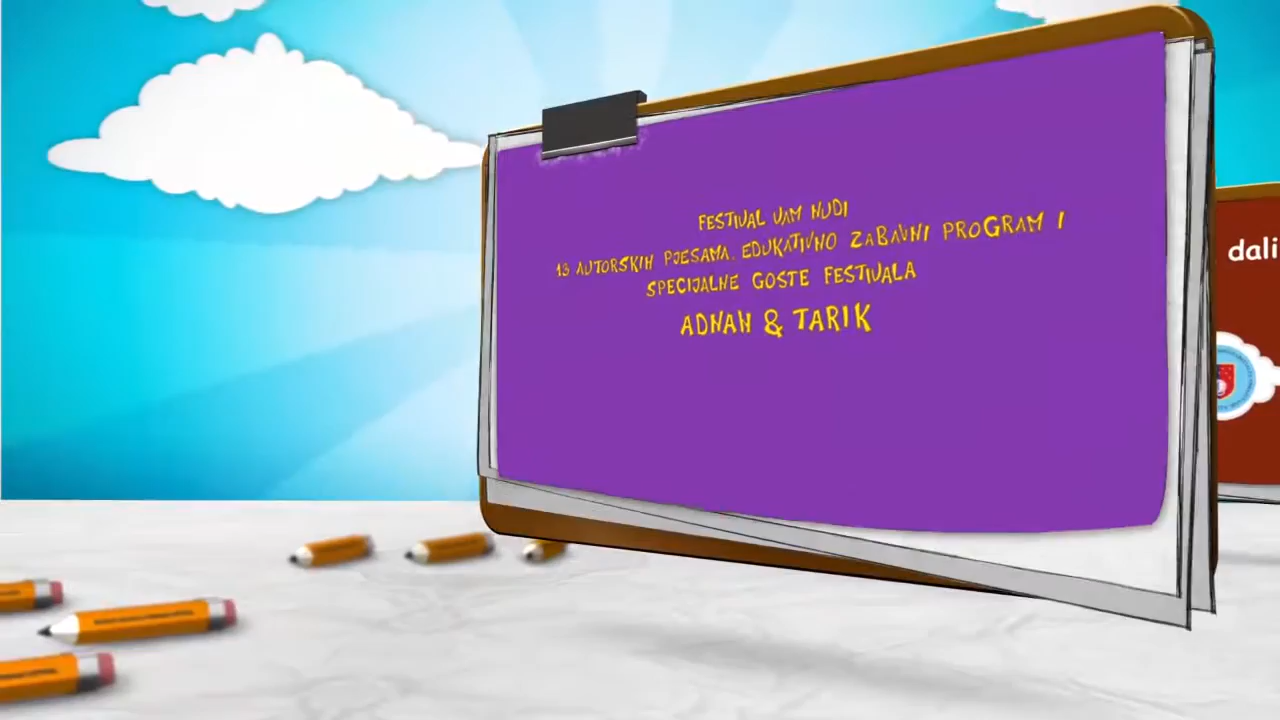 FESTIVAL VAM NUDI
13 AUTORSKIH PJESAMA, EDUKATIVNO ZABAVNI PROGRAM I
SPECIJALNE GOSTE FESTIVALA
ADNAN & TARIK
dali